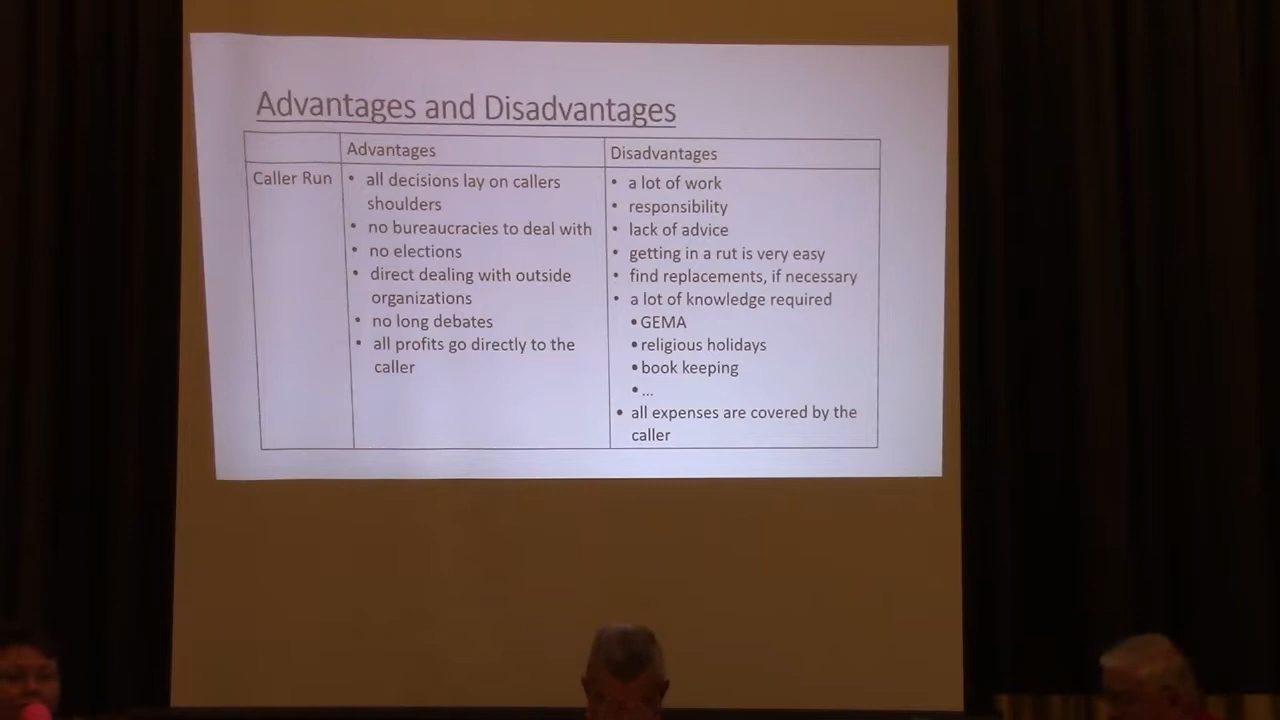 Advantages and Disadvantages
Advantages
Disadvantages
Caller Run
• all decisions lay on callers
shoulders
• no bureaucracies to deal with
• no elections
• direct dealing with outside
organizations
• no long debates
• all profits go directly to the
caller
• a lot of work
• responsibility
• lack of advice
• getting in a rut is very easy
• find replacements, if necessary
• a lot of knowledge required
• GEMA
• religious holidays
• book keeping
• ...
• all expenses are covered by the
caller